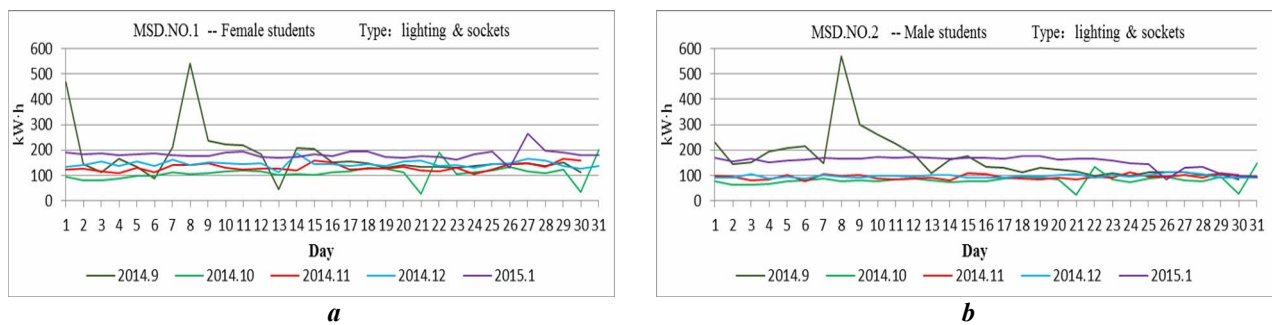 MSD.NO.1 -- Female students Type: lighting & sockets
600
500
400
300
200
100
0
kW·h
1 2 3 4 5 6 7 8 9 10 11 12 13 14 15 16 17 18 19 20 21 22 23 24 25 26 27 28 29 30 31
Day
2014.9 2014.10 2014.11 2014.12 2015.1
a
MSD.NO.2 -- Male students Type: lighting & sockets
600
500
400
300
200
100
0
kW·h
1 2 3 4 5 6 7 8 9 10 11 12 13 14 15 16 17 18 19 20 21 22 23 24 25 26 27 28 29 30 31
Day
2014.9 2014.10 2014.11 2014.12 2015.1
b